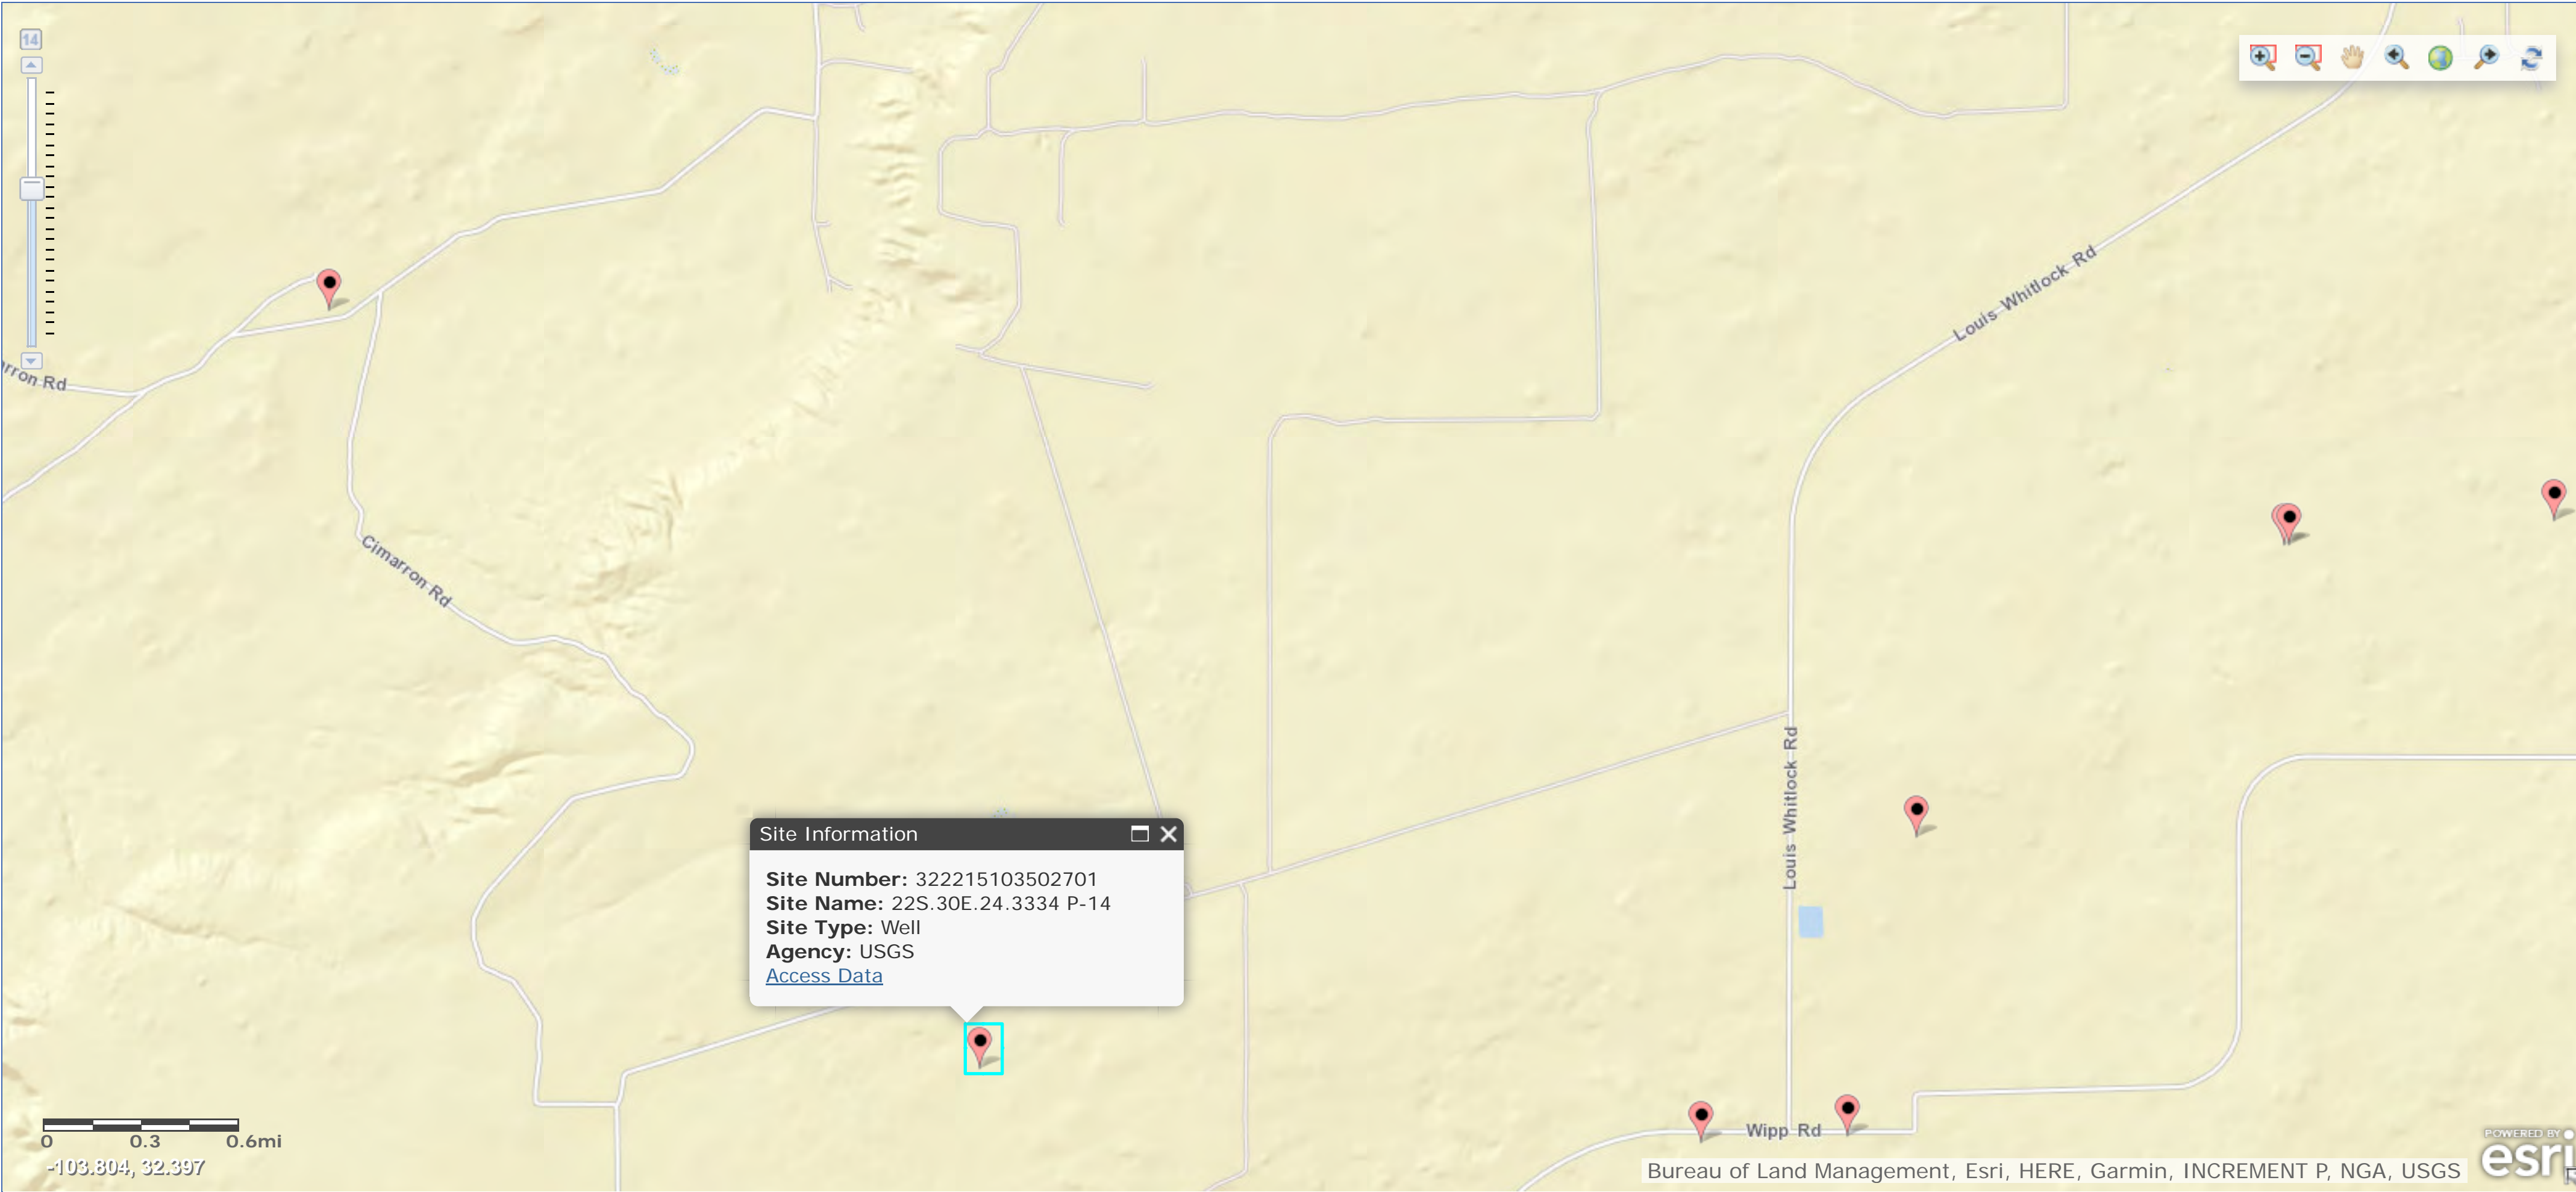 14
Louis Whitlock Rd
rron Rd
Cimarron Rd
Louis Whitlock Rd
Site Information
Site Number: 322215103502701
Site Name: 22S.30E.24.3334 P-14
Site Type: Well
Agency: USGS
Access Data
Wipp Rd
0 0.3 0.6mi
-103.804, 32.397
POWERED BY
esri
Bureau of Land Management, Esri, HERE, Garmin, INCREMENT P, NGA, USGS